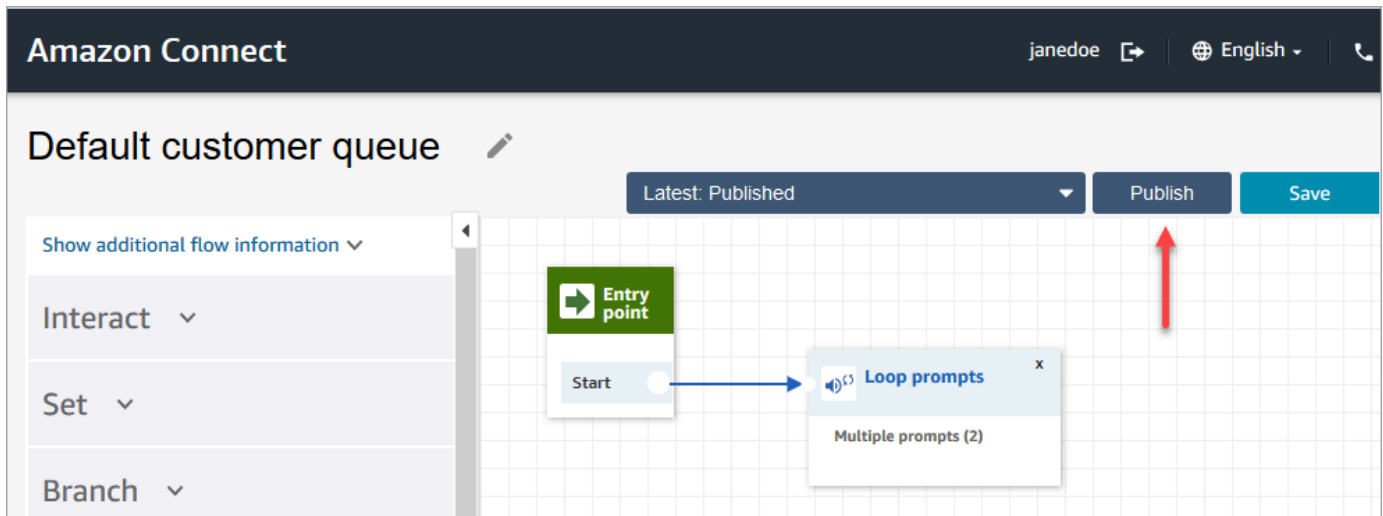 Amazon Connect
janedoe
English
Default customer queue
Latest: Published
Publish
Save
Show additional flow information
Interact
Set
Branch
Entry
point
Start
Loop prompts
x
Multiple prompts (2)